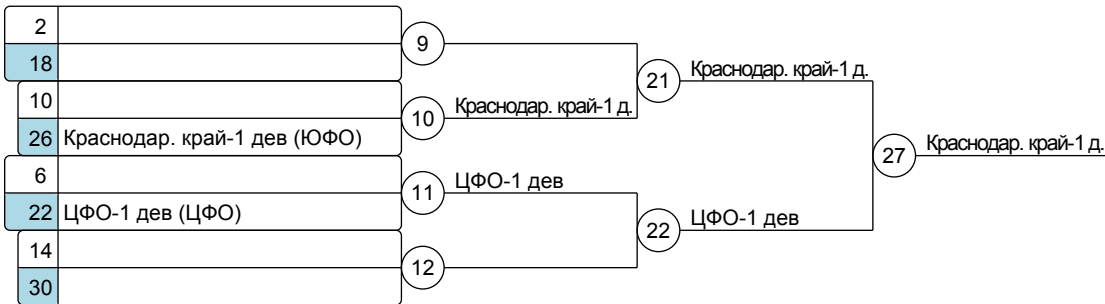 2
9
18
21
Краснодар. край-1 д.
10
10
Краснодар. край-1 д.
26 Краснодар. край-1 дев (ЮФО)
27
Краснодар. край-1 д.
6
11
ЦФО-1 дев
22 ЦФО-1 дев (ЦФО)
22
ЦФО-1 дев
14
12
30